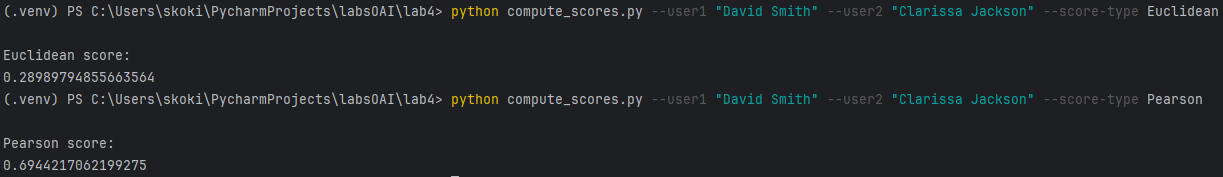 (.venv) PS C:\Users\skoki\PycharmProjects\labsOAI\lab4> python compute_scores.py --user1 "David Smith" --user2 "Clarissa Jackson" --score-type Euclidean
Euclidean score:
0.28989794855663564
(.venv) PS C:\Users\skoki\PycharmProjects\labsOAI\lab4> python compute_scores.py --user1 "David Smith" --user2 "Clarissa Jackson" --score-type Pearson
Pearson score:
0.6944217062199275